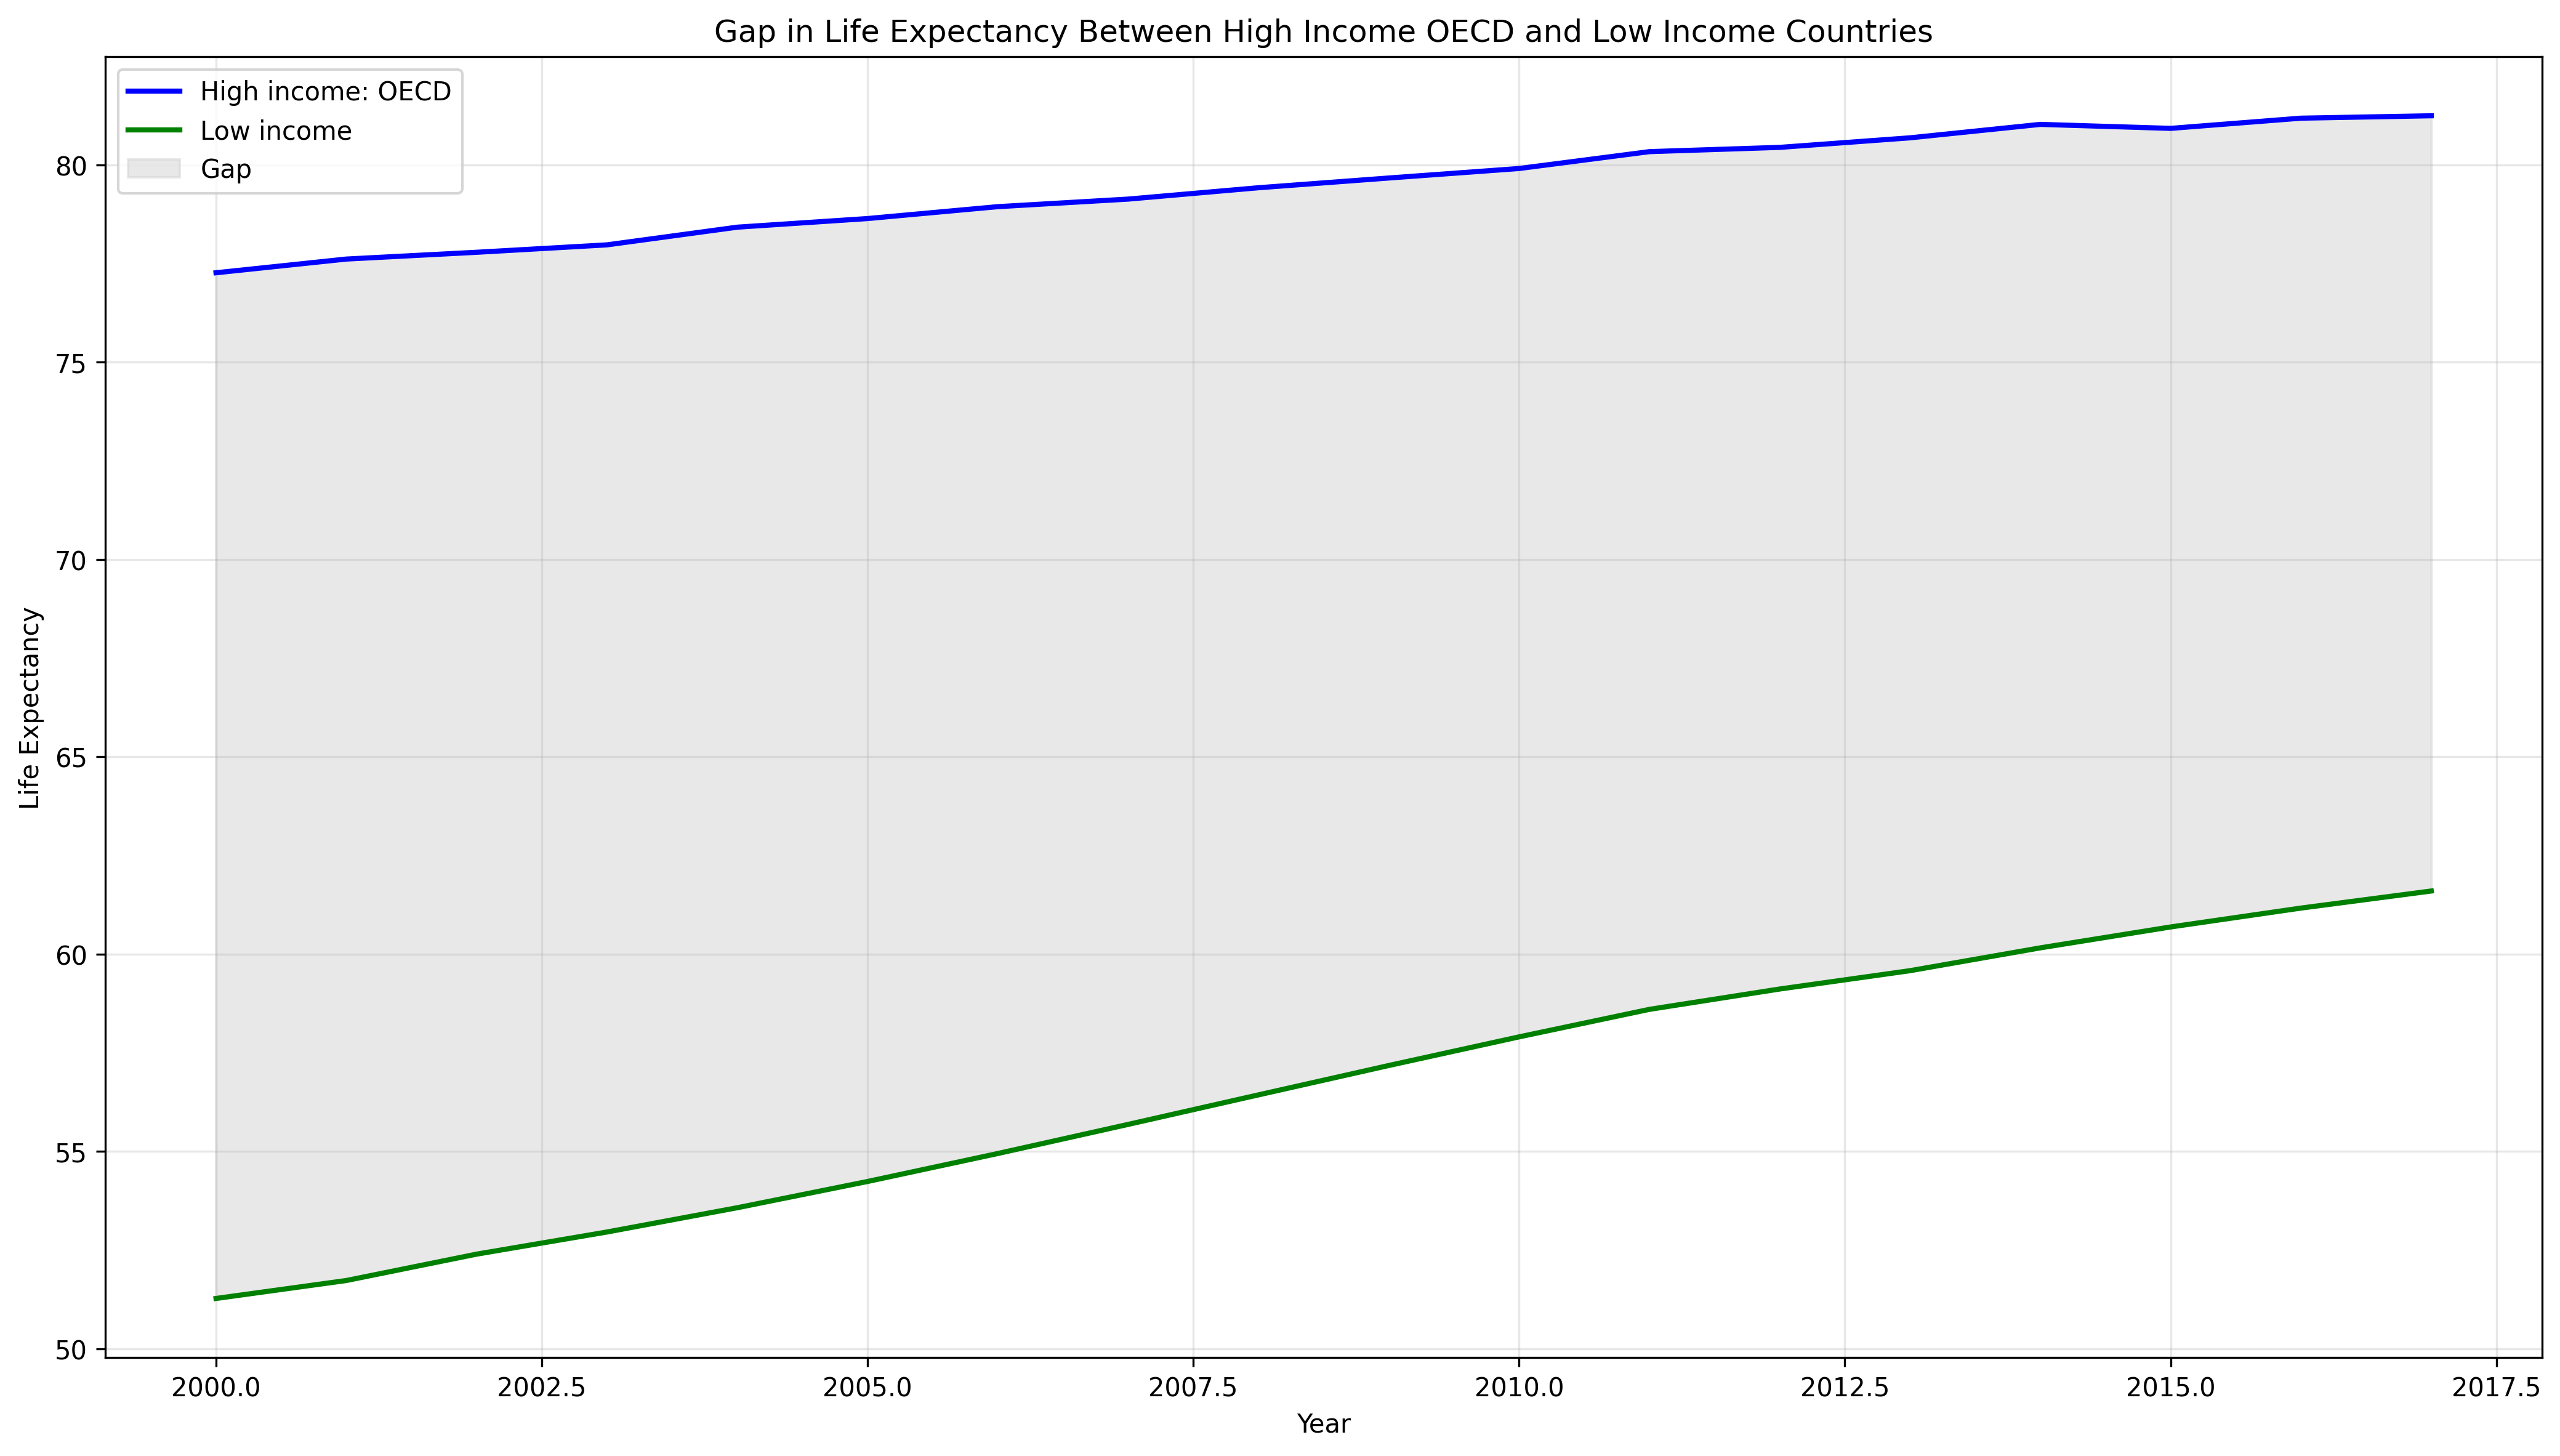 Gap in Life Expectancy Between High Income OECD and Low Income Countries
High income: OECD
Low income
Gap
Life Expectancy
80
75
70
65
60
55
50
2000.0 2002.5 2005.0 2007.5 2010.0 2012.5 2015.0 2017.5
Year